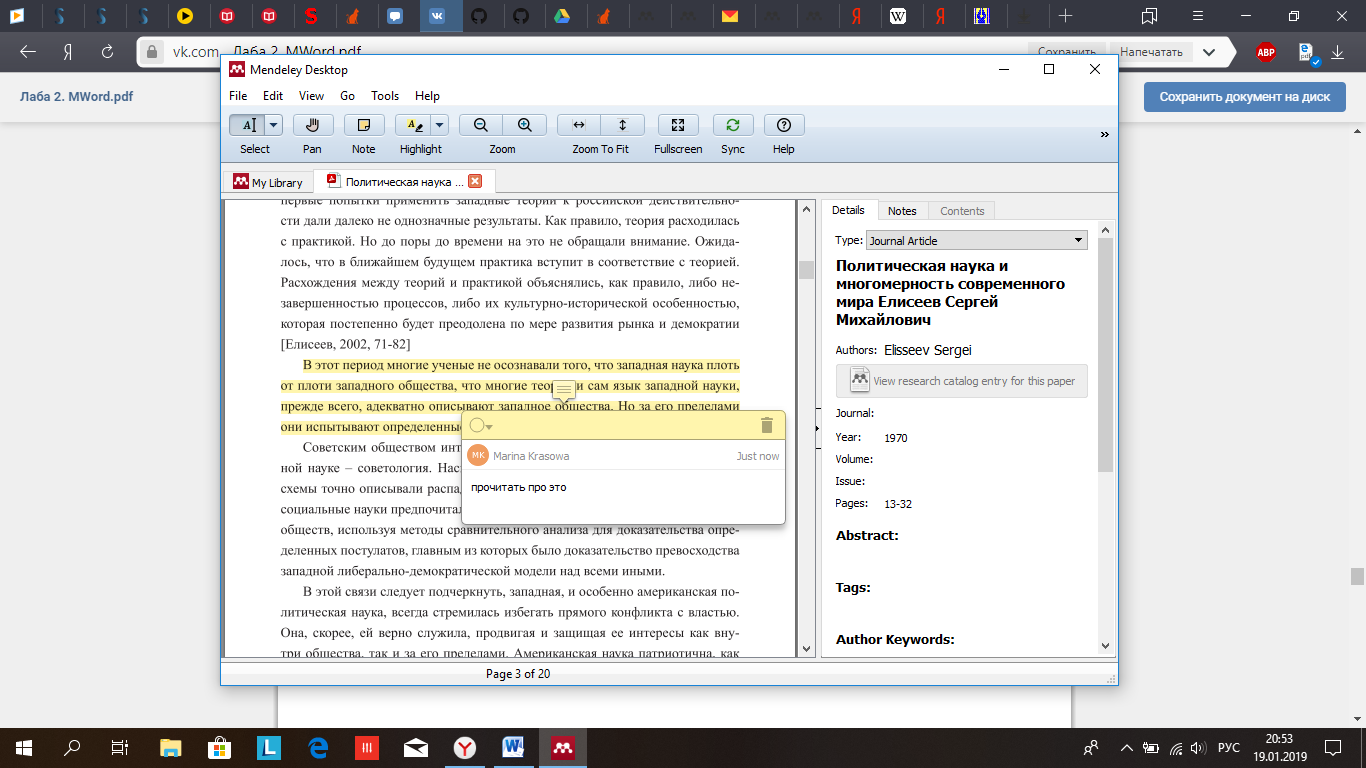 vk.com
Лаба 2. MWord.pdf
Сохранить
Напечатать
ABP
Лаба 2. MWord.pdf
Сохранить документ на диск
Mendeley Desktop
File Edit View Go Tools Help
Select Pan Note Highlight Zoom Zoom To Fit Fullscreen Sync Help
My Library
Политическая наука ...
первые попытки применить западные теории к российской действительно-
сти дали далеко не однозначные результаты. Как правило, теория расходилась
с практикой. Но до поры до времени на это не обращали внимание. Ожида-
лось, что в ближайшем будущем практика вступит в соответствие с теорией.
Расхождения между теорий и практикой объяснялись, как правило, либо не-
завершенностью процессов, либо их культурно-исторической особенностью,
которая постепенно будет преодолена по мере развития рынка и демократии
[Елисеев, 2002, 71-82]
В этот период многие ученые не осознавали того, что западная наука плоть
от плоти западного общества, что многие теор и сам язык западной науки,
прежде всего, адекватно описывают западное общества. Но за его пределами
они испытывают определенны
Советским обществом инт
ной науке – советология. Нас
схемы точно описывали распа
социальные науки предпочитал
обществ, используя методы сравнительного анализа для доказательства опре-
деленных постулатов, главным из которых было доказательство превосходства
западной либерально-демократической модели над всеми иными.
В этой связи следует подчеркнуть, западная, и особенно американская по-
литическая наука, всегда стремилась избегать прямого конфликта с властью.
Она, скорее, ей верно служила, продвигая и защищая ее интересы как вну-
три общества, так и за его пределами. Американская наука патриотична, как
MK
Marina Krasowa
Just now
прочитать про это
Details Notes Contents
Type: Journal Article
Политическая наука и
многомерность современного
мира Елисеев Сергей
Михайлович
Authors: Elisseev Sergei
View research catalog entry for this paper
Journal:
Year: 1970
Volume:
Issue:
Pages: 13-32
Abstract:
Tags:
Author Keywords:
Page 3 of 20
РУС
20:53
19.01.2019